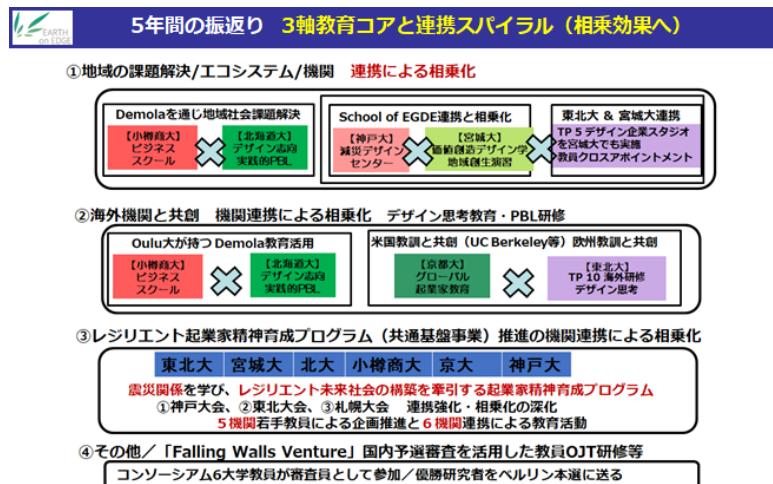 EARTH
on EDGE
5年間の振返り 3軸教育コアと連携スパイラル（相乗効果へ）
①地域の課題解決/エコシステム/機関 連携による相乗化
Demolaを通じ地域社会課題解決
【小樽商大】
ビジネス
スクール
【北海道大】
デザイン志向
実践的PBL
School of EGDE連携と相乗化
【神戸大】
減災デザイン
センター
【宮城大】
価値創造デザイン学
地域創生演習
東北大 & 宮城大連携
TP 5 デザイン企業スタジオ
を宮城大でも実施
教員クロスアポイントメント
②海外機関と共創 機関連携による相乗化 デザイン思考教育・PBL研修
Oulu大が持つ Demola教育活用
【小樽商大】
ビジネス
スクール
【北海道大】
デザイン志向
実践的PBL
米国教訓と共創（UC Berkeley等）欧州教訓と共創
【京都大】
グローバル
起業家教育
【東北大】
TP 10 海外研修
デザイン思考
③レジリエント起業家精神育成プログラム（共通基盤事業）推進の機関連携による相乗化
東北大 宮城大 北大 小樽商大 京大 神戸大
震災関係を学び、レジリエント未来社会の構築を牽引する起業家精神育成プログラム
①神戸大会、②東北大会、③札幌大会 連携強化・相乗化の深化
５機関若手教員による企画推進と６機関連携による教育活動
④その他／「Falling Walls Venture」国内予選審査を活用した教員OJT研修等
コンソーシアム6大学教員が審査員として参加／優勝研究者をベルリン本選に送る